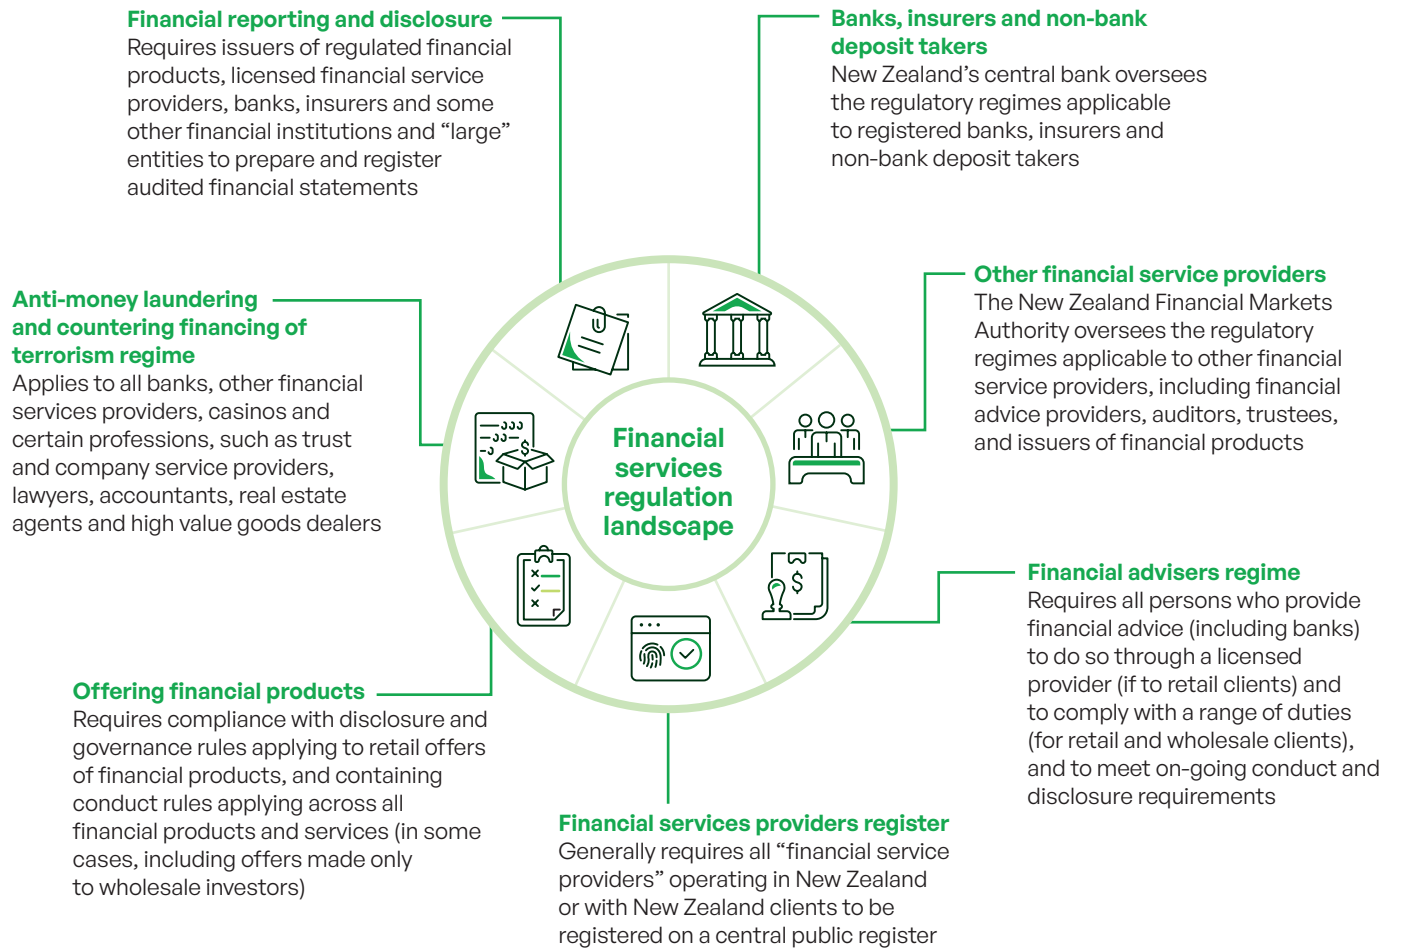 Financial reporting and disclosure
Requires issuers of regulated financial
products, licensed financial service
providers, banks, insurers and some
other financial institutions and “large”
entities to prepare and register
audited financial statements
Banks, insurers and non-bank
deposit takers
New Zealand’s central bank oversees
the regulatory regimes applicable
to registered banks, insurers and
non-bank deposit takers
Other financial service providers
The New Zealand Financial Markets
Authority oversees the regulatory
regimes applicable to other financial
service providers, including financial
advice providers, auditors, trustees,
and issuers of financial products
Anti-money laundering
and countering financing of
terrorism regime
Applies to all banks, other financial
services providers, casinos and
certain professions, such as trust
and company service providers,
lawyers, accountants, real estate
agents and high value goods dealers
$
Financial
services
regulation
landscape
$
Financial advisers regime
Requires all persons who provide
financial advice (including banks)
to do so through a licensed
provider (if to retail clients) and
to comply with a range of duties
(for retail and wholesale clients),
and to meet on-going conduct and
disclosure requirements
Offering financial products
Requires compliance with disclosure and
governance rules applying to retail offers
of financial products, and containing
conduct rules applying across all
financial products and services (in some
cases, including offers made only
to wholesale investors)
Financial services providers register
Generally requires all “financial service
providers” operating in New Zealand
or with New Zealand clients to be
registered on a central public register